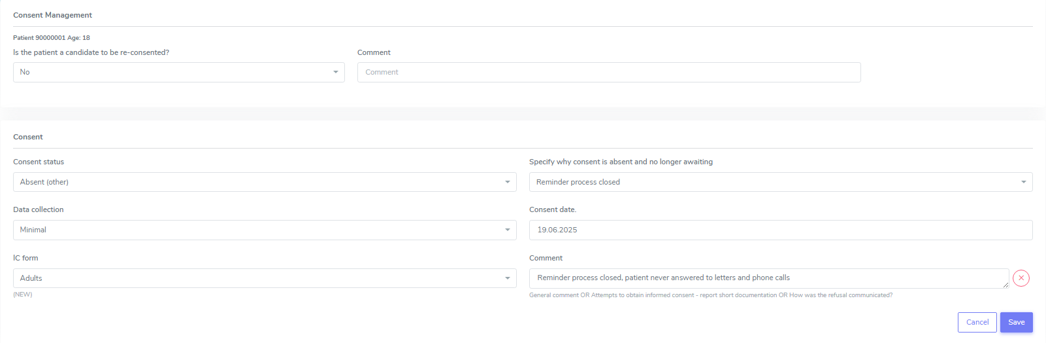 Consent Management
Patient 90000001 Age: 18
Is the patient a candidate to be re-consented? Comment
No Comment
Consent
Consent status Specify why consent is absent and no longer awaiting
Absent (other) Reminder process closed
Data collection Consent date.
Minimal 19.06.2025
IC form Comment
Adults Reminder process closed, patient never answered to letters and phone calls
(NEW) General comment OR Attempts to obtain informed consent - report short documentation OR How was the refusal communicated?
Cancel Save